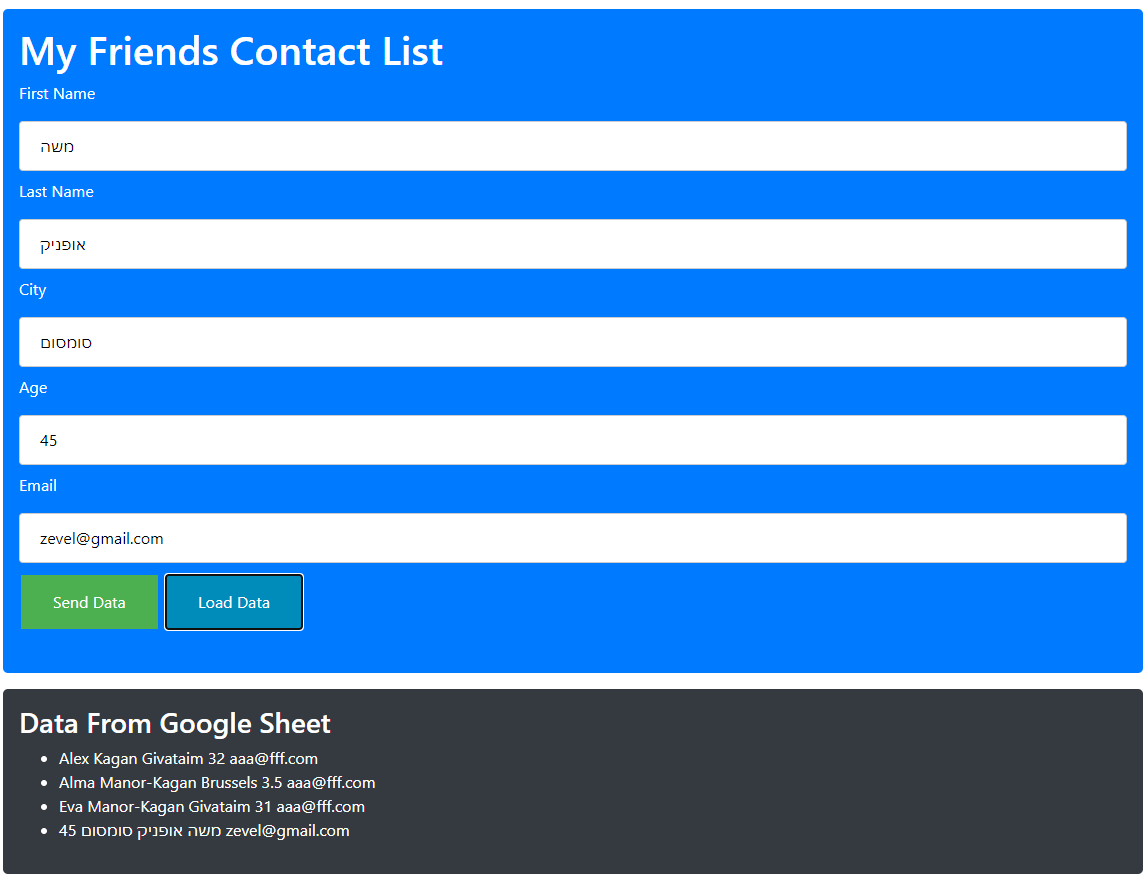 My Friends Contact List
First Name
משה
Last Name
אופניק
City
סומסום
Age
45
Email
zevel@gmail.com
Send Data Load Data
Data From Google Sheet
Alex Kagan Givataim 32 aaa@fff.com
Alma Manor-Kagan Brussels 3.5 aaa@fff.com
Eva Manor-Kagan Givataim 31 aaa@fff.com
משה אופניק סומסום 45 zevel@gmail.com